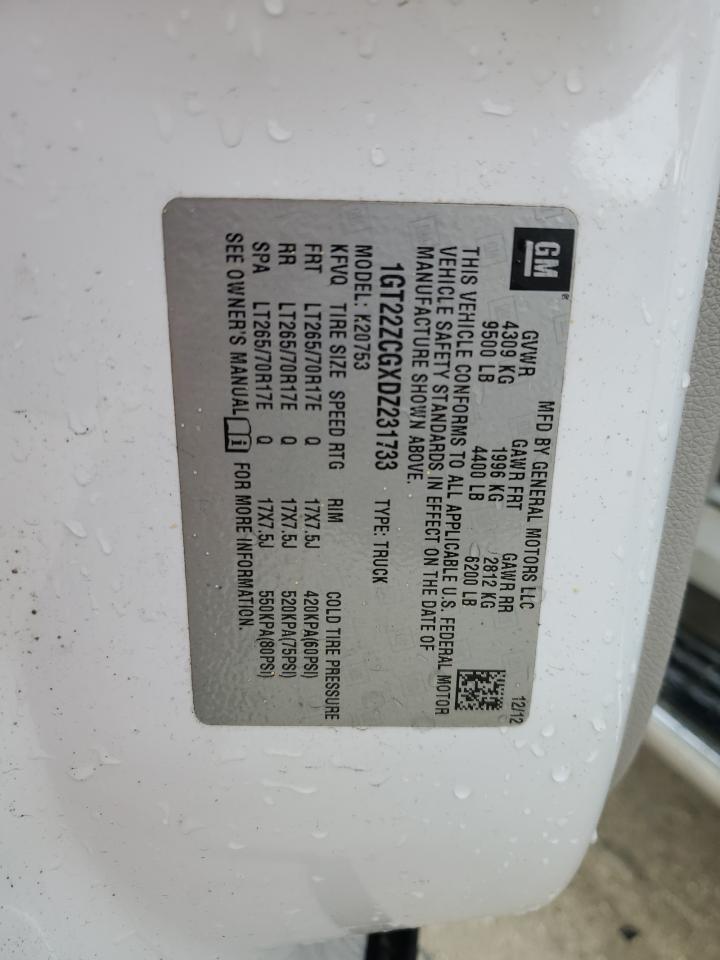 GM
MFD BY GENERAL MOTORS LLC 12/12
GVWR GAWR FRT GAWR RR
4309 KG 1996 KG 2812 KG
9500 LB 4400 LB 6200 LB
THIS VEHICLE CONFORMS TO ALL APPLICABLE U.S. FEDERAL MOTOR
VEHICLE SAFETY STANDARDS IN EFFECT ON THE DATE OF
MANUFACTURE SHOWN ABOVE.
1GT22ZCGXDZ231733 TYPE: TRUCK
MODEL: K20753
KFVQ TIRE SIZE SPEED RTG RIM COLD TIRE PRESSURE
FRT LT265/70R17E Q 17X7.5J 420KPA(60PSI)
RR LT265/70R17E Q 17X7.5J 520KPA(75PSI)
SPA LT265/70R17E Q 17X7.5J 550KPA(80PSI)
SEE OWNER'S MANUAL FOR MORE INFORMATION.